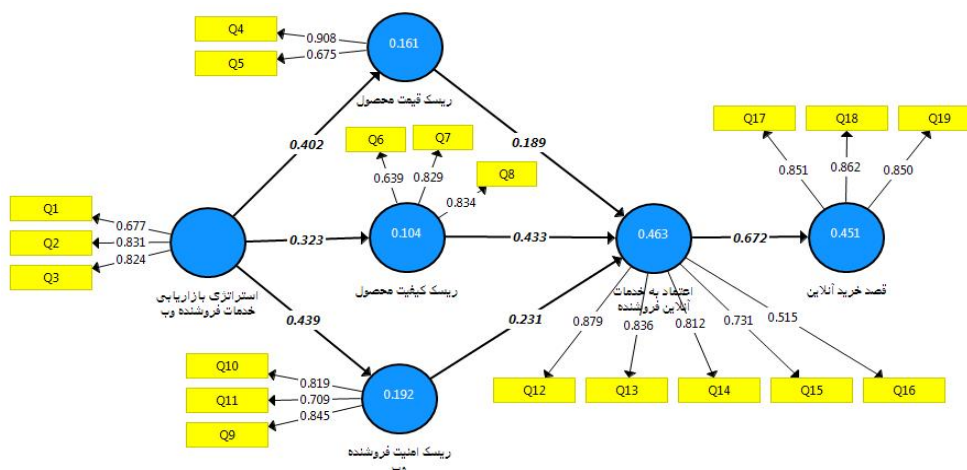 Q4
Q5
0.908
0.675
0.161
ریسک قیمت محصول
0.402
0.189
Q6
Q7
Q8
0.639
0.829
0.834
Q17
Q18
Q19
0.851
0.862
0.850
Q1
Q2
Q3
0.677
0.831
0.824
استراتژی بازاریابی
خدمات فروشنده وب
0.323
0.104
ریسک کیفیت محصول
0.433
0.463
اعتماد به خدمات
آنلاین فروشنده
0.672
0.451
قصد خرید آنلاین
0.439
0.231
Q10
Q11
Q9
0.819
0.709
0.845
0.192
ریسک امنیت فروشنده
وب
0.879
0.836
0.812
0.731
0.515
Q12
Q13
Q14
Q15
Q16